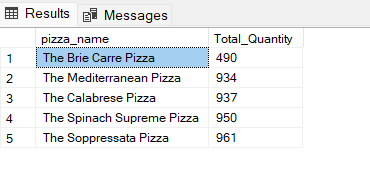 Results Messages
pizza_name Total_Quantity
1 The Brie Carre Pizza 490
2 The Mediterranean Pizza 934
3 The Calabrese Pizza 937
4 The Spinach Supreme Pizza 950
5 The Soppressata Pizza 961